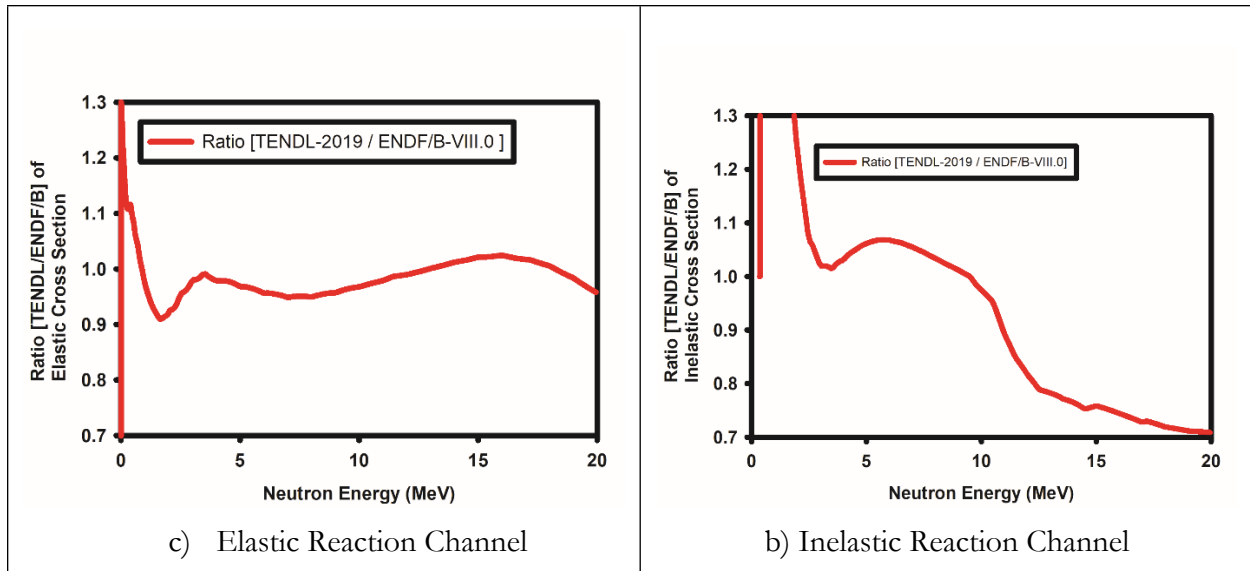 Ratio [TENDL/ENDF/B] of
Elastic Cross Section
1.3
1.2
1.1
1.0
0.9
0.8
0.7
Ratio [TENDL-2019 / ENDF/B-VIII.0 ]
0
5
10
15
20
Neutron Energy (MeV)
c) Elastic Reaction Channel
Ratio [TENDL/ENDF/B] of
Inelastic Cross Section
1.3
1.2
1.1
1.0
0.9
0.8
0.7
Ratio [TENDL-2019 / ENDF/B-VIII.0]
0
5
10
15
20
Neutron Energy (MeV)
b) Inelastic Reaction Channel